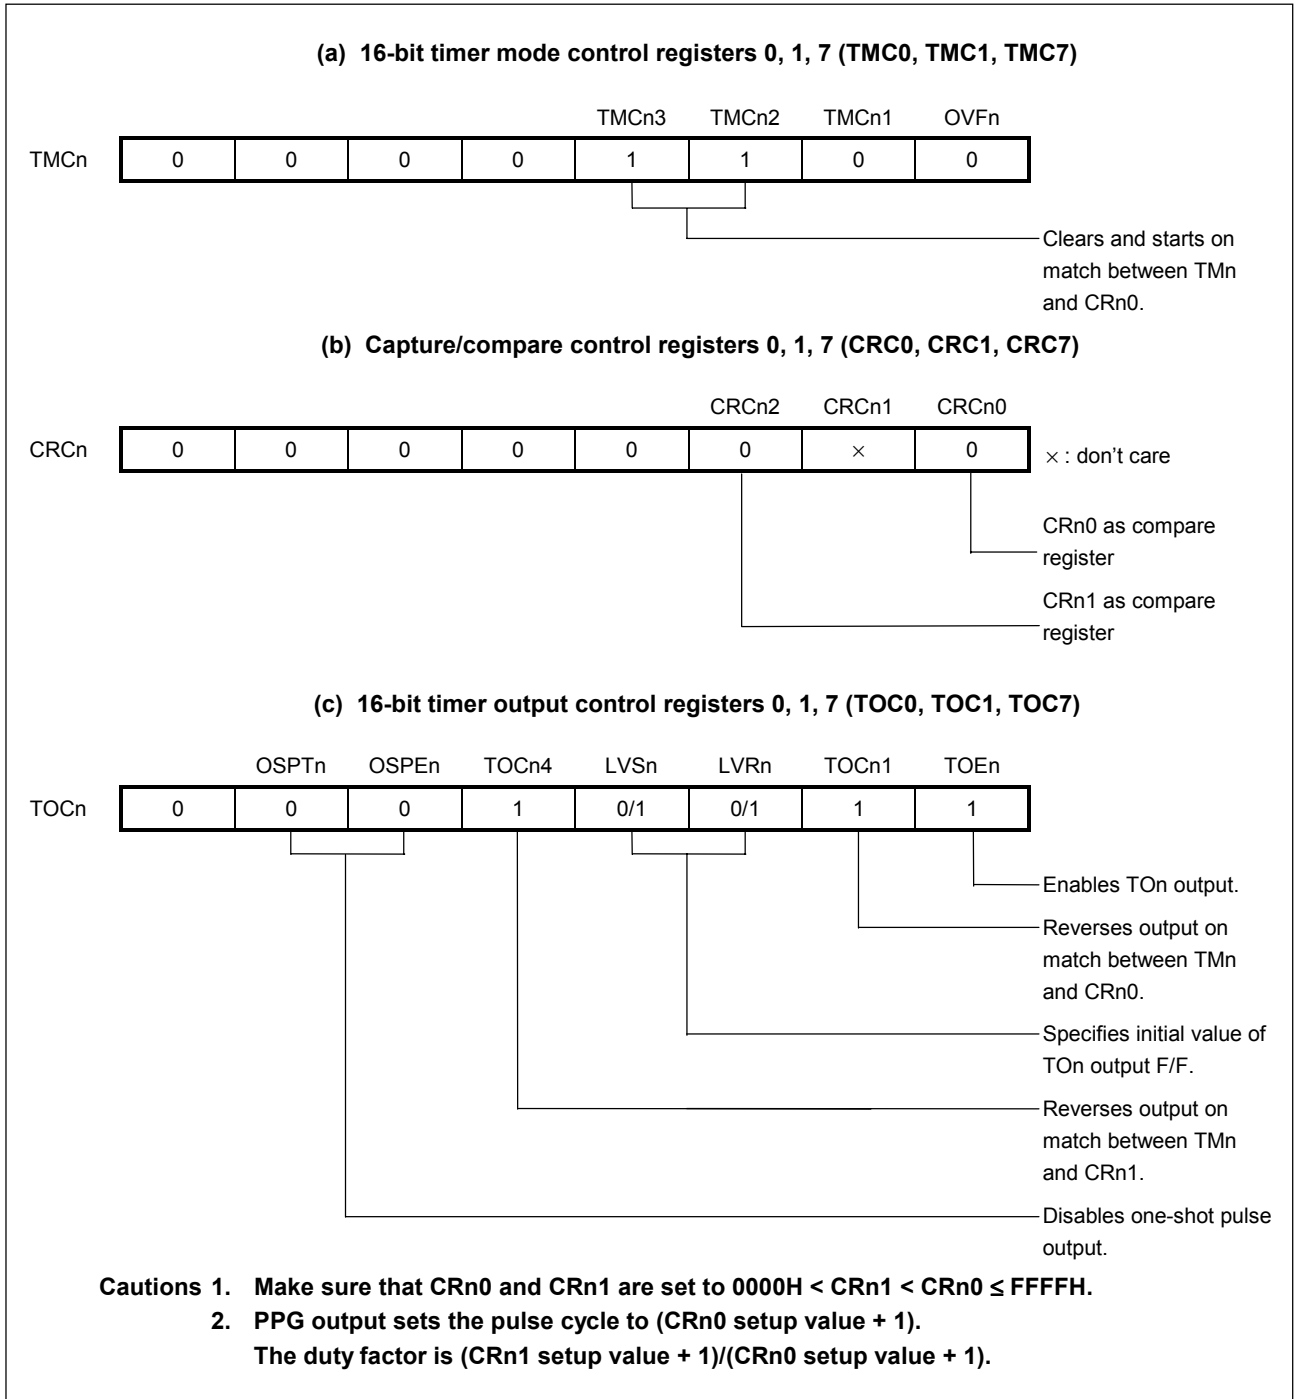 (a) 16-bit timer mode control registers 0, 1, 7 (TMC0, TMC1, TMC7)
TMCn3 TMCn2 TMCn1 OVFn
TMCn 0 0 0 0 1 1 0 0
Clears and starts on
match between TMn
and CRn0.
(b) Capture/compare control registers 0, 1, 7 (CRC0, CRC1, CRC7)
CRCn2 CRCn1 CRCn0
CRCn 0 0 0 0 0 0 × 0 × : don't care
CRn0 as compare
register
CRn1 as compare
register
(c) 16-bit timer output control registers 0, 1, 7 (TOC0, TOC1, TOC7)
OSPTn OSPEn TOCn4 LVSn LVRn TOCn1 TOEn
TOCn 0 0 0 1 0/1 0/1 1 1
Enables TOn output.
Reverses output on
match between TMn
and CRn0.
Specifies initial value of
TOn output F/F.
Reverses output on
match between TMn
and CRn1.
Disables one-shot pulse
output.
Cautions 1. Make sure that CRn0 and CRn1 are set to 0000H < CRn1 < CRn0 ≤ FFFFH.
2. PPG output sets the pulse cycle to (CRn0 setup value + 1).
The duty factor is (CRn1 setup value + 1)/(CRn0 setup value + 1).